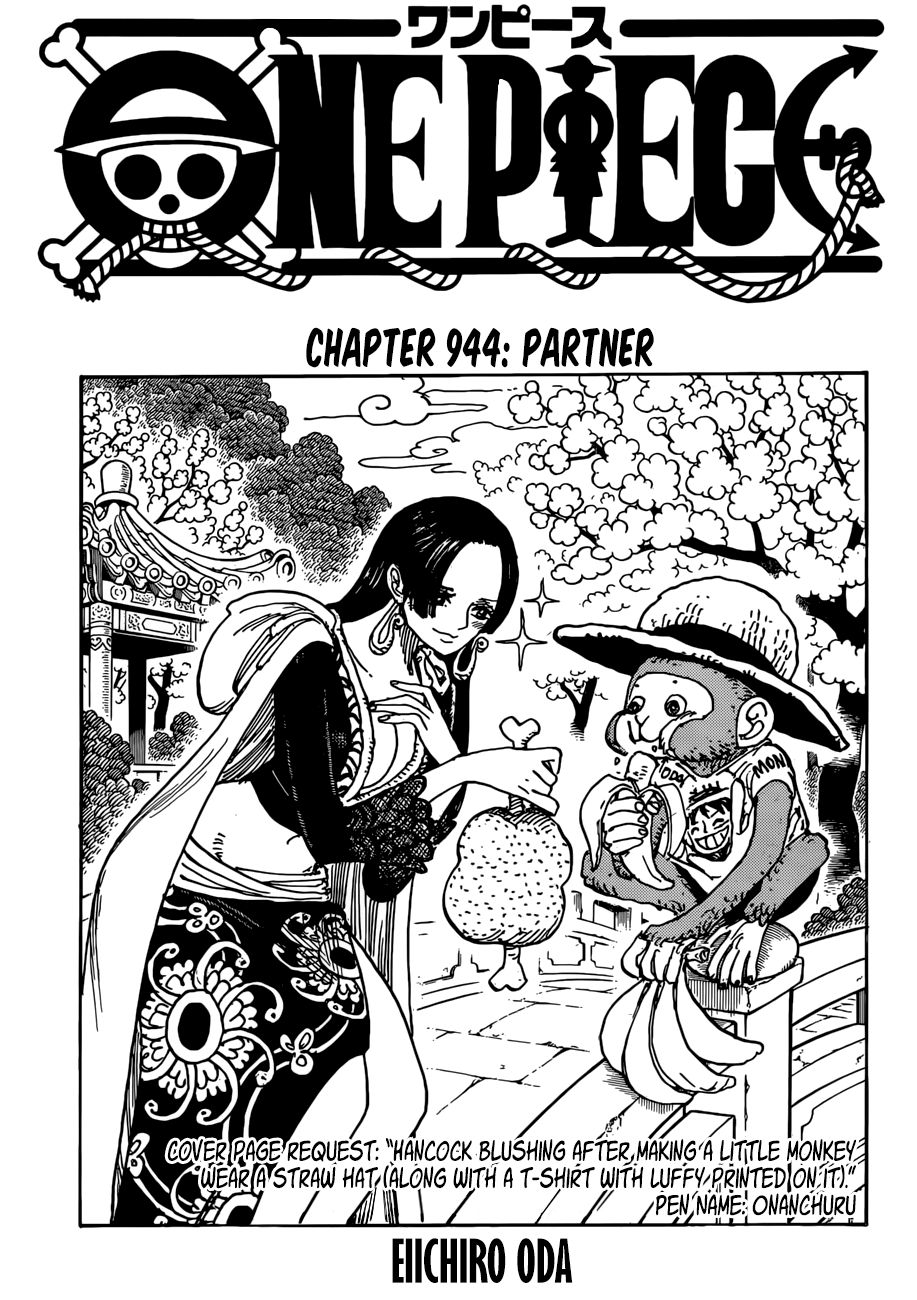 ワンピース
ONE PIECE
CHAPTER 944: PARTNER
ODA
MON
COVER PAGE REQUEST: "HANCOCK BLUSHING AFTER MAKING A LITTLE MONKEY
WEAR A STRAW HAT (ALONG WITH A T-SHIRT WITH LUFFY PRINTED ON IT)."
PEN NAME: ONANCHURU
EIICHIRO ODA